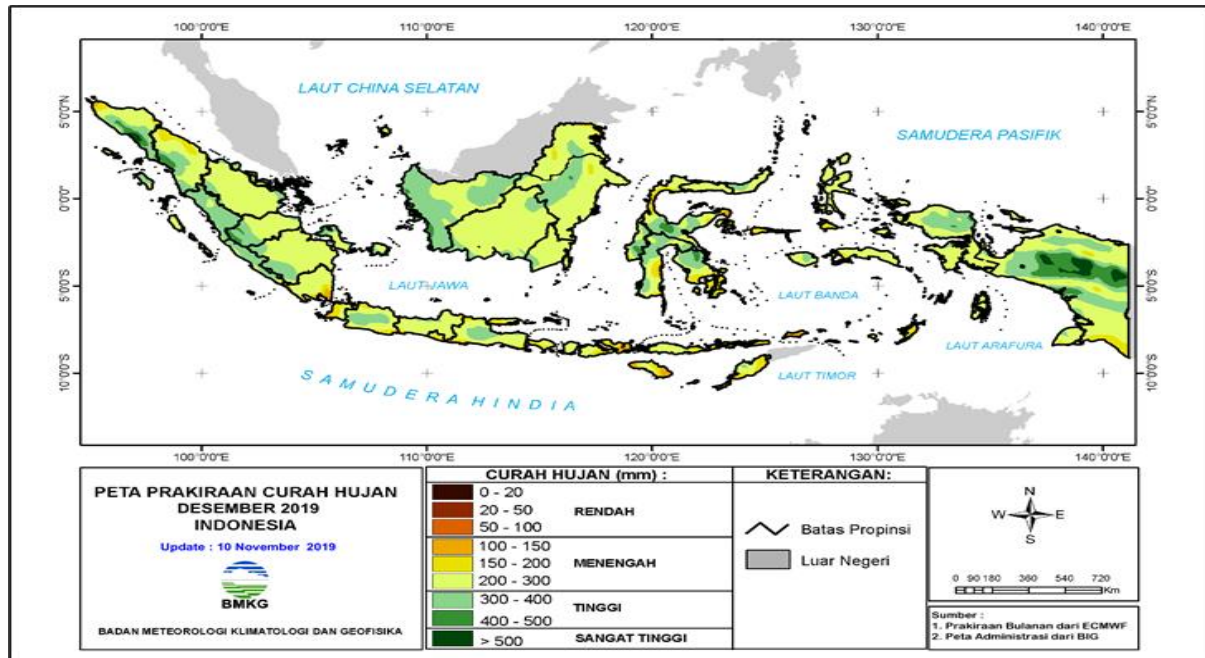 100°0'0"E
110°0'0"E
120°0'0"E
130°0'0"E
140°0'0"E
LAUT CHINA SELATAN
SAMUDERA PASIFIK
5°0'0"N
5°0'0"N
0°0'0"
0°0'0"
LAUT JAWA
LAUT BANDA
5°0'0"S
5°0'0"S
LAUT ARAFURA
LAUT TIMOR
10°0'0"S
10°0'0"S
SAMUDERA HINDIA
100°0'0"E
110°0'0"E
120°0'0"E
130°0'0"E
140°0'0"E
PETA PRAKIRAAN CURAH HUJAN
DESEMBER 2019
INDONESIA
Update : 10 November 2019
BMKG
BADAN METEOROLOGI KLIMATOLOGI DAN GEOFISIKA
CURAH HUJAN (mm) :
0 - 20
20 - 50 RENDAH
50 - 100
100 - 150
150 - 200 MENENGAH
200 - 300
300 - 400 TINGGI
400 - 500
> 500 SANGAT TINGGI
KETERANGAN:
Batas Propinsi
Luar Negeri
N
W E
S
0 90 180 360 540 720
Km
Sumber :
1. Prakiraan Bulanan dari ECMWF
2. Peta Administrasi dari BIG